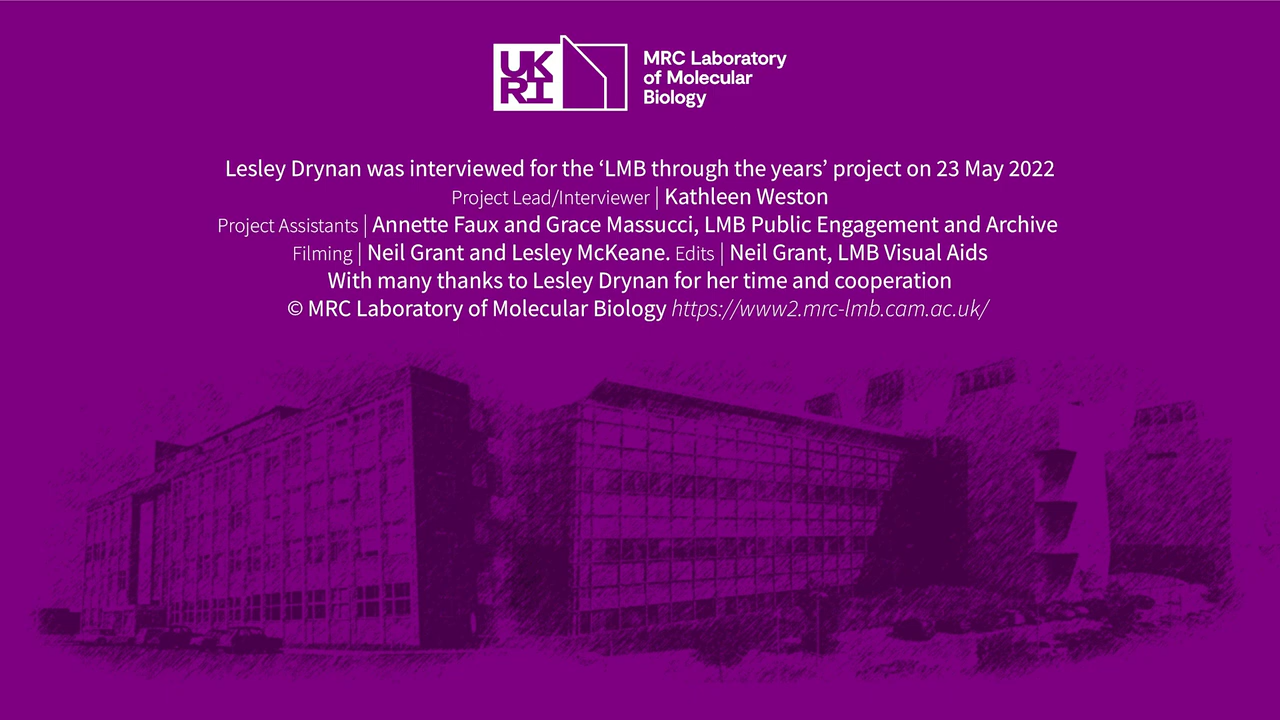 UK
RI
MRC Laboratory
of Molecular
Biology
Lesley Drynan was interviewed for the ‘LMB through the years’ project on 23 May 2022
Project Lead/Interviewer | Kathleen Weston
Project Assistants | Annette Faux and Grace Massucci, LMB Public Engagement and Archive
Filming | Neil Grant and Lesley McKeane. Edits | Neil Grant, LMB Visual Aids
With many thanks to Lesley Drynan for her time and cooperation
© MRC Laboratory of Molecular Biology https://www2.mrc-lmb.cam.ac.uk/